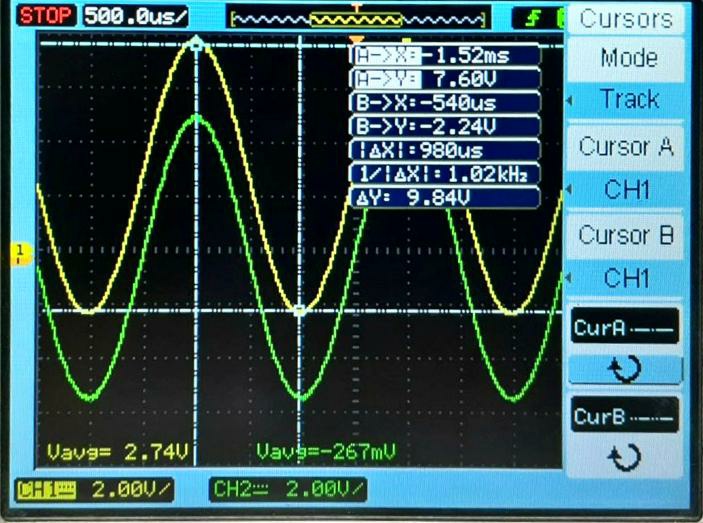 STOP 500.0us/ Cursors
A->X:-1.52ms
A->Y: 7.60V
B->X:-540us
B->Y:-2.24V
|ΔX|:980us
1/|ΔX|:1.02kHz
ΔY: 9.84V
Mode
Track
Cursor A
CH1
Cursor B
CH1
CurA
CurB
1
Vavg= 2.74V Vavg=-267mV
CH1 2.00V/ CH2 2.00V/